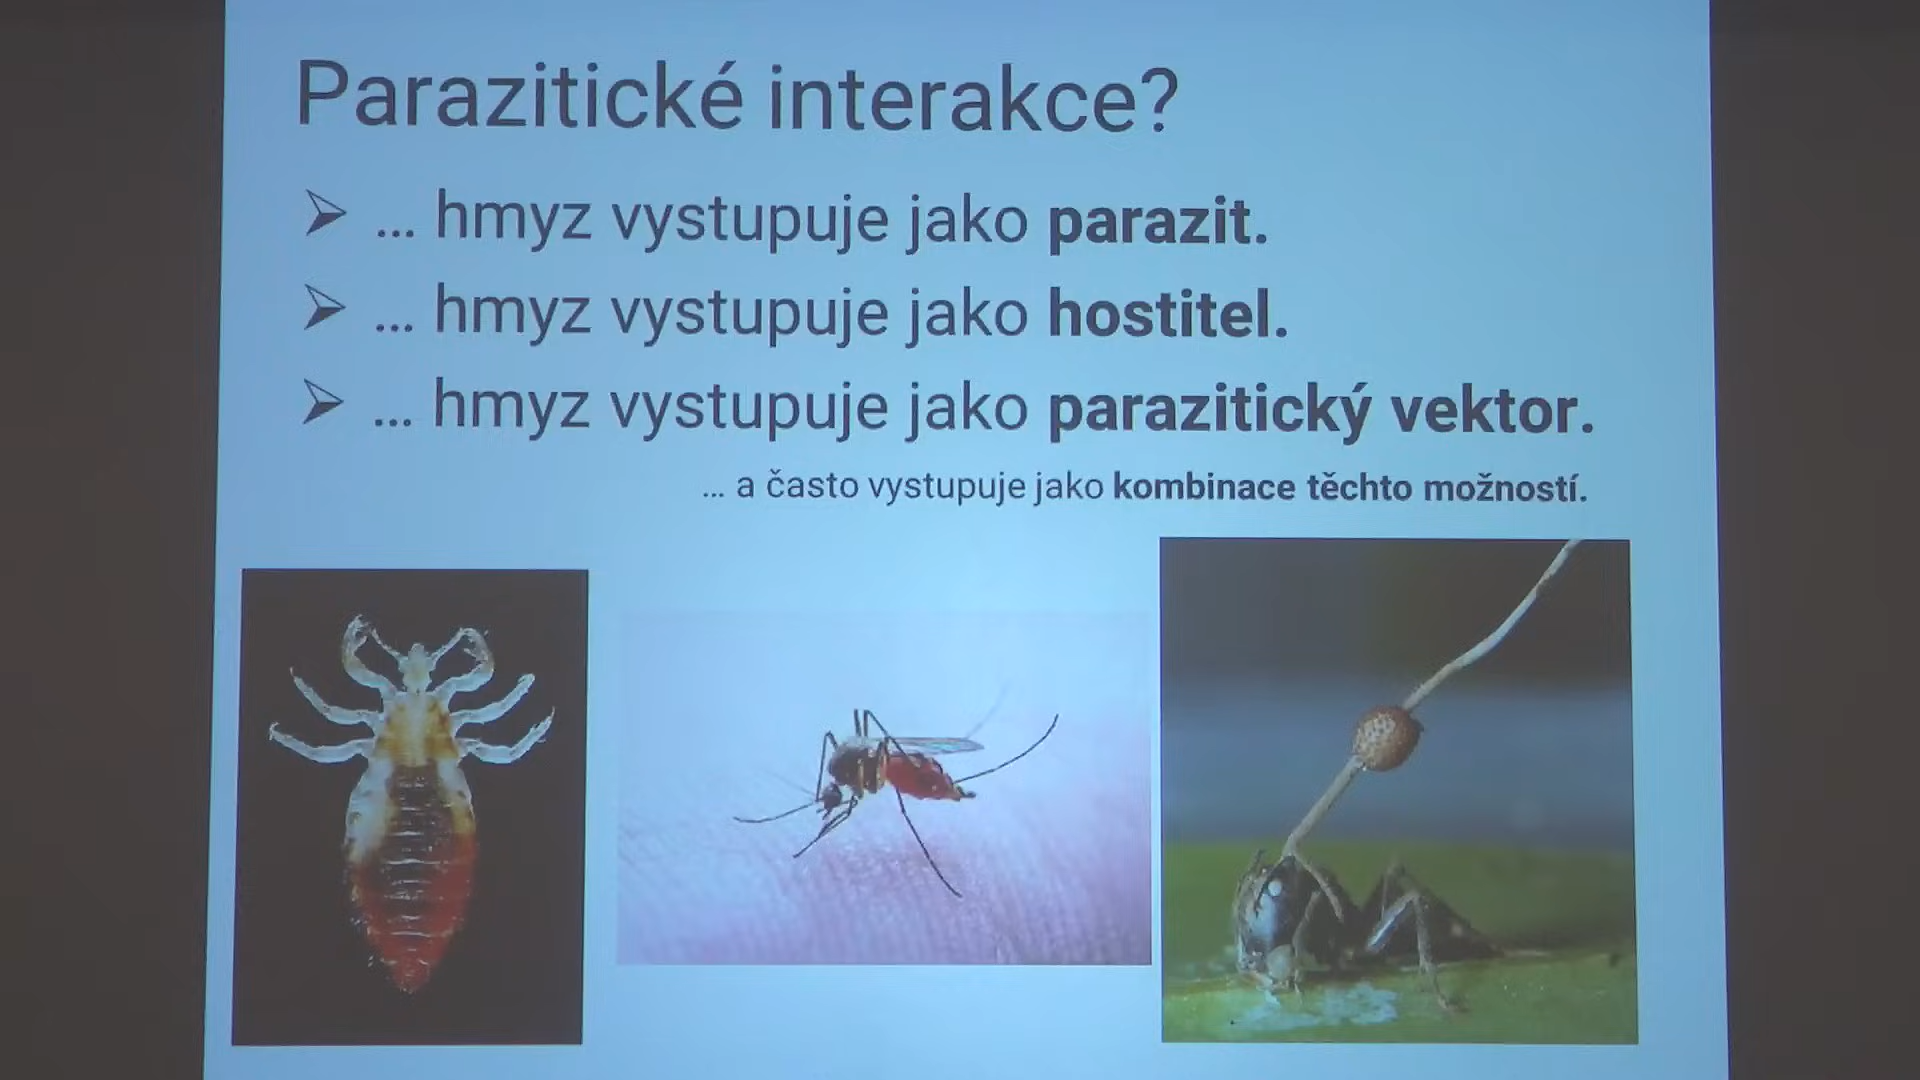 Parazitické interakce?
➢ ... hmyz vystupuje jako parazit.
➢ ... hmyz vystupuje jako hostitel.
➢ ... hmyz vystupuje jako parazitický vektor.
... a často vystupuje jako kombinace těchto možností.